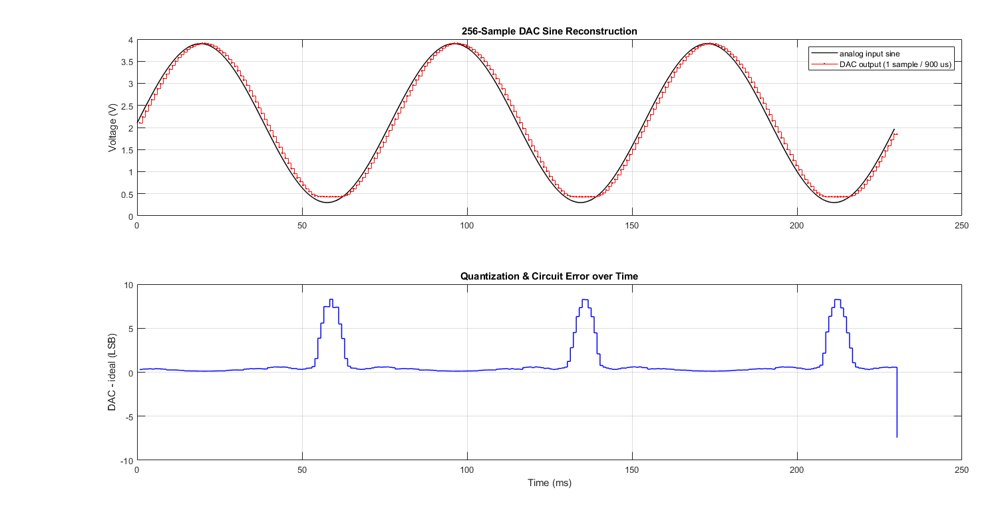 256-Sample DAC Sine Reconstruction
4
3.5
3
2.5
2
1.5
1
0.5
0
Voltage (V)
analog input sine
DAC output (1 sample / 900 us)
0 50 100 150 200 250
Quantization & Circuit Error over Time
10
5
0
-5
-10
DAC - ideal (LSB)
0 50 100 150 200 250
Time (ms)